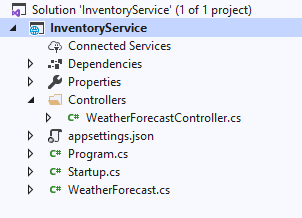 Solution 'InventoryService' (1 of 1 project)
InventoryService
Connected Services
Dependencies
Properties
Controllers
C# WeatherForecastController.cs
appsettings.json
C# Program.cs
C# Startup.cs
C# WeatherForecast.cs